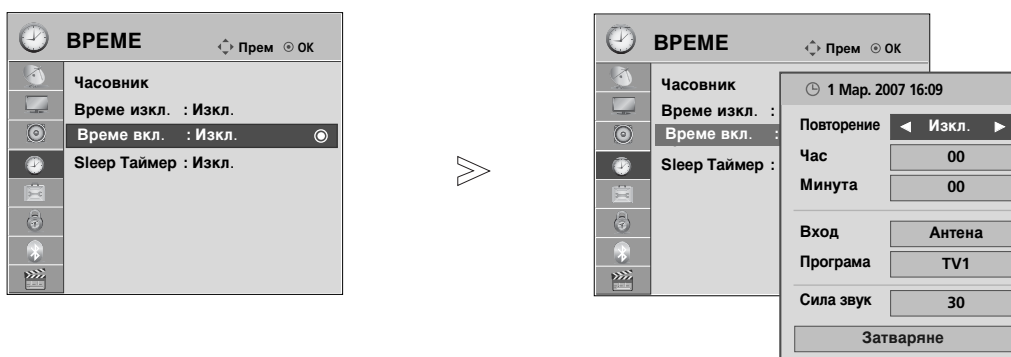 ВРЕМЕ
Прем ОК
Часовник
Време изкл. : Изкл.
Време вкл. : Изкл.
Sleep Таймер : Изкл.
ВРЕМЕ
Прем ОК
Часовник
Време изкл. :
Време вкл. :
Sleep Таймер :
1 Мар. 2007 16:09
Повторение ◄ Изкл. ►
Час 00
Минута 00
Вход Антена
Програма TV1
Сила звук 30
Затваряне